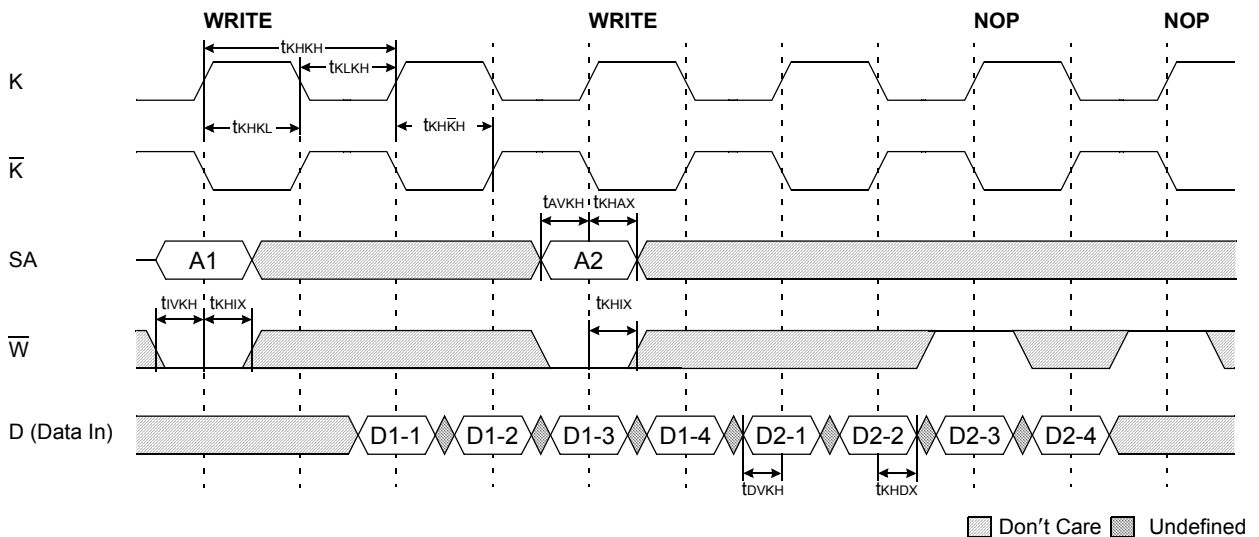 WRITE WRITE NOP NOP
tKHKH
tKLKH
K
tKHKL tKHK̅H
K̅
tAVKH tKHAX
SA A1 A2
tIVKH tKHIX tKHIX
W̅
D (Data In) D1-1 D1-2 D1-3 D1-4 D2-1 D2-2 D2-3 D2-4
tDVKH tKHDX
Don't Care Undefined